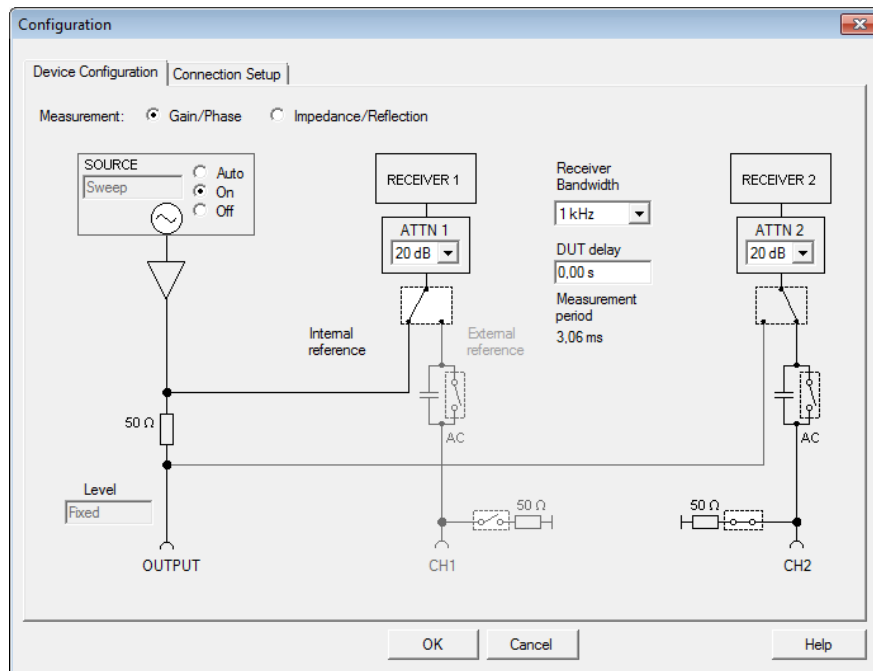 Configuration
Device Configuration
Connection Setup
Measurement:
Gain/Phase
Impedance/Reflection
SOURCE
Sweep
Auto
On
Off
RECEIVER 1
ATTN 1
20 dB
Receiver
Bandwidth
1 kHz
DUT delay
0,00 s
Measurement
period
3,06 ms
RECEIVER 2
ATTN 2
20 dB
Internal
reference
External
reference
50 Ω
AC
AC
Level
Fixed
50 Ω
50 Ω
OUTPUT
CH1
CH2
OK
Cancel
Help